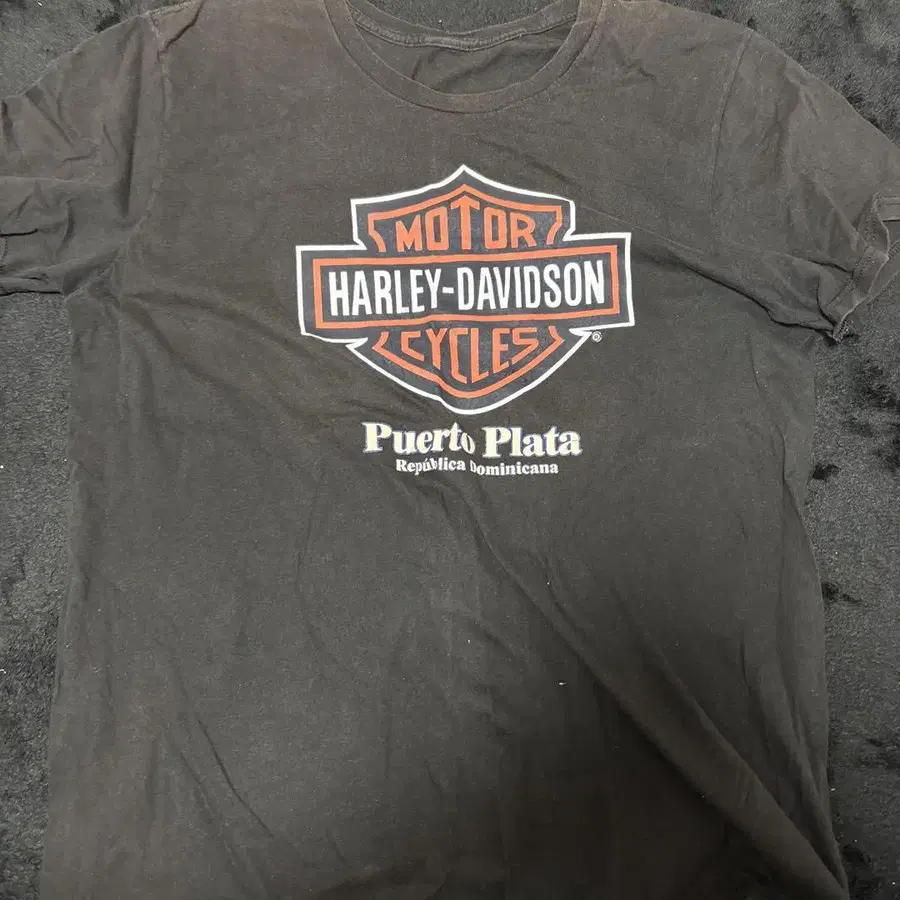 MOTOR
HARLEY-DAVIDSON
CYCLES
®
Puerto Plata
República Dominicana